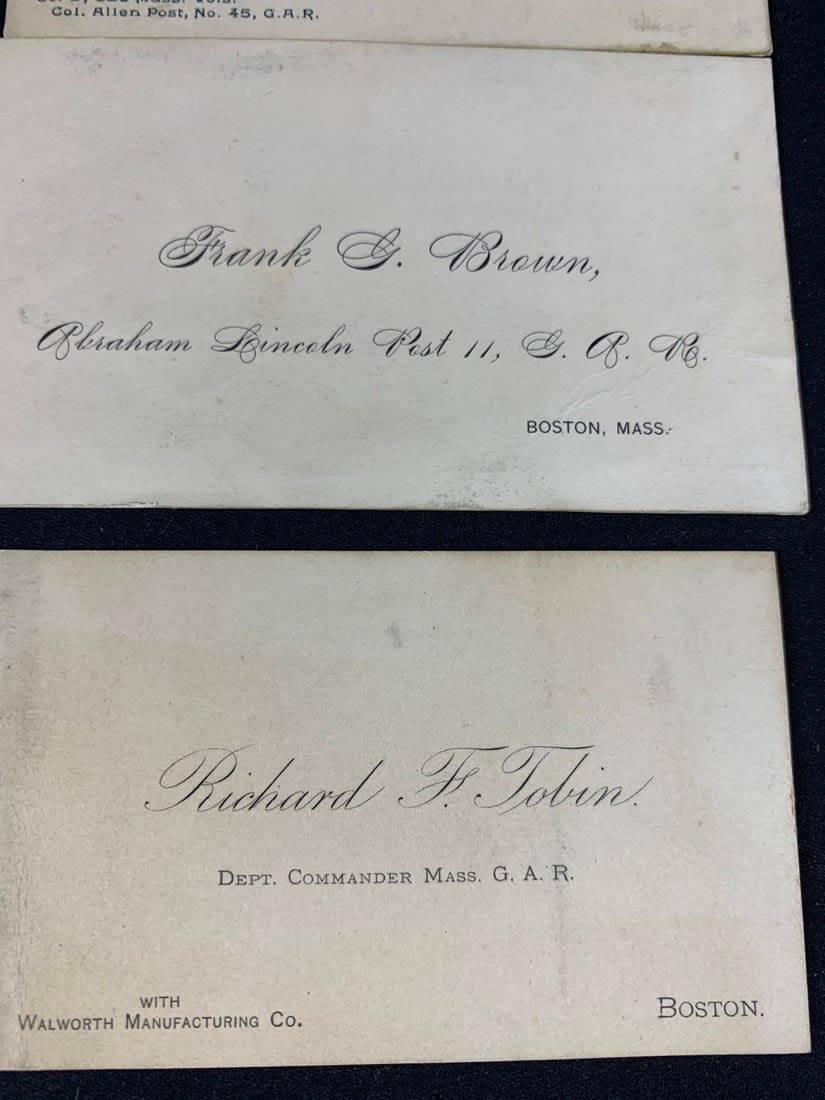 Col. Allen Post, No. 45, G.A.R.
Frank G. Brown,
Abraham Lincoln Post 11, G. A. R.
BOSTON, MASS.
Richard F. Tobin.
DEPT. COMMANDER MASS. G. A. R.
WITH
WALWORTH MANUFACTURING CO.
BOSTON.